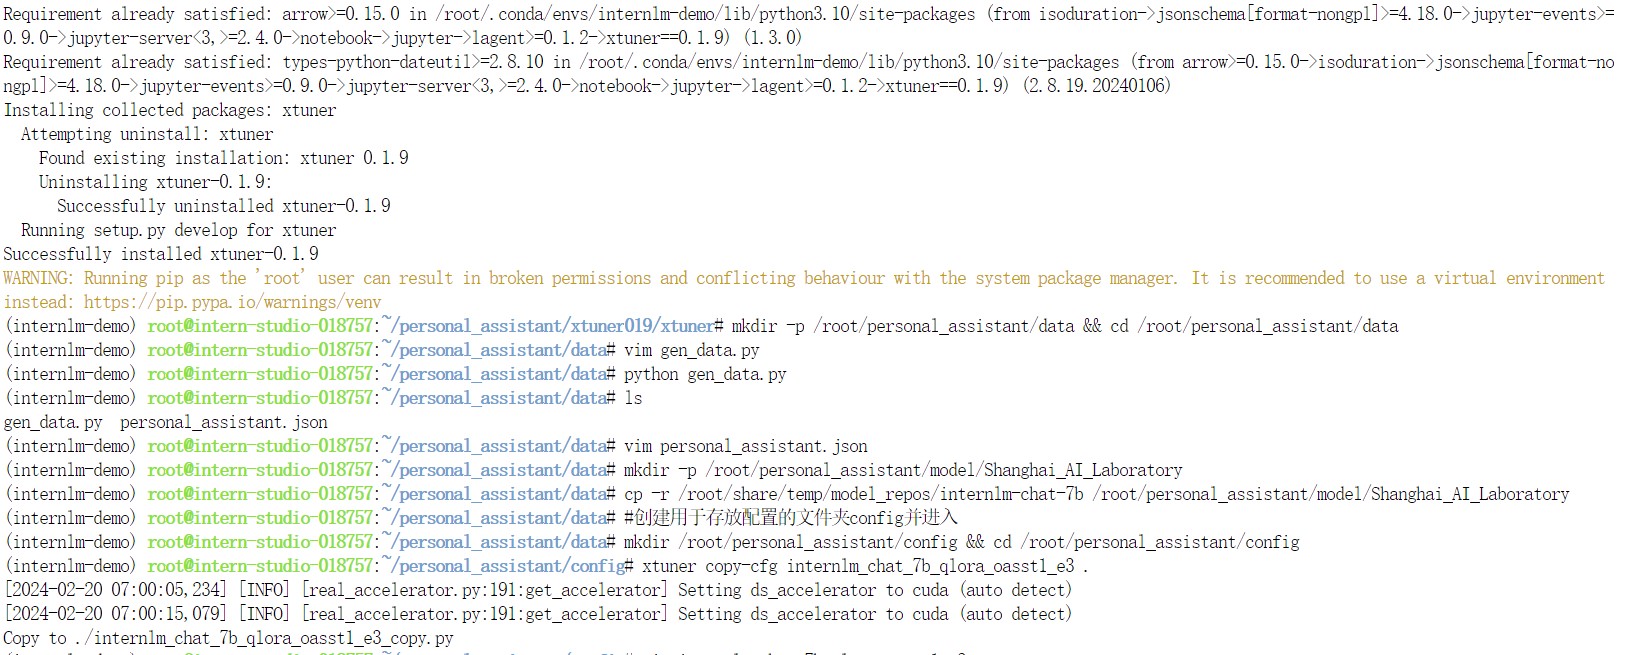 Requirement already satisfied: arrow>=0.15.0 in /root/.conda/envs/internlm-demo/lib/python3.10/site-packages (from isoduration->jsonschema[format-nongpl]>=4.18.0->jupyter-events>=
0.9.0->jupyter-server<3,>=2.4.0->notebook->jupyter->lagent>=0.1.2->xtuner==0.1.9) (1.3.0)
Requirement already satisfied: types-python-dateutil>=2.8.10 in /root/.conda/envs/internlm-demo/lib/python3.10/site-packages (from arrow>=0.15.0->isoduration->jsonschema[format-no
ngpl]>=4.18.0->jupyter-events>=0.9.0->jupyter-server<3,>=2.4.0->notebook->jupyter->lagent>=0.1.2->xtuner==0.1.9) (2.8.19.20240106)
Installing collected packages: xtuner
  Attempting uninstall: xtuner
    Found existing installation: xtuner 0.1.9
    Uninstalling xtuner-0.1.9:
      Successfully uninstalled xtuner-0.1.9
  Running setup.py develop for xtuner
Successfully installed xtuner-0.1.9
WARNING: Running pip as the 'root' user can result in broken permissions and conflicting behaviour with the system package manager. It is recommended to use a virtual environment
instead: https://pip.pypa.io/warnings/venv
(internlm-demo) root@intern-studio-018757:~/personal_assistant/xtuner019/xtuner# mkdir -p /root/personal_assistant/data && cd /root/personal_assistant/data
(internlm-demo) root@intern-studio-018757:~/personal_assistant/data# vim gen_data.py
(internlm-demo) root@intern-studio-018757:~/personal_assistant/data# python gen_data.py
(internlm-demo) root@intern-studio-018757:~/personal_assistant/data# ls
gen_data.py  personal_assistant.json
(internlm-demo) root@intern-studio-018757:~/personal_assistant/data# vim personal_assistant.json
(internlm-demo) root@intern-studio-018757:~/personal_assistant/data# mkdir -p /root/personal_assistant/model/Shanghai_AI_Laboratory
(internlm-demo) root@intern-studio-018757:~/personal_assistant/data# cp -r /root/share/temp/model_repos/internlm-chat-7b /root/personal_assistant/model/Shanghai_AI_Laboratory
(internlm-demo) root@intern-studio-018757:~/personal_assistant/data# #创建用于存放配置的文件夹config并进入
(internlm-demo) root@intern-studio-018757:~/personal_assistant/data# mkdir /root/personal_assistant/config && cd /root/personal_assistant/config
(internlm-demo) root@intern-studio-018757:~/personal_assistant/config# xtuner copy-cfg internlm_chat_7b_qlora_oasst1_e3 .
[2024-02-20 07:00:05,234] [INFO] [real_accelerator.py:191:get_accelerator] Setting ds_accelerator to cuda (auto detect)
[2024-02-20 07:00:15,079] [INFO] [real_accelerator.py:191:get_accelerator] Setting ds_accelerator to cuda (auto detect)
Copy to ./internlm_chat_7b_qlora_oasst1_e3_copy.py